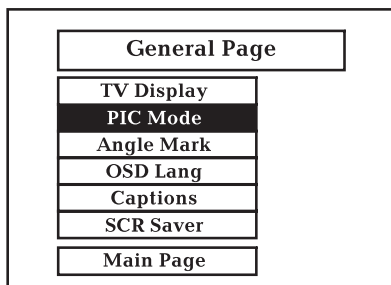 General Page
TV Display
PIC Mode
Angle Mark
OSD Lang
Captions
SCR Saver
Main Page